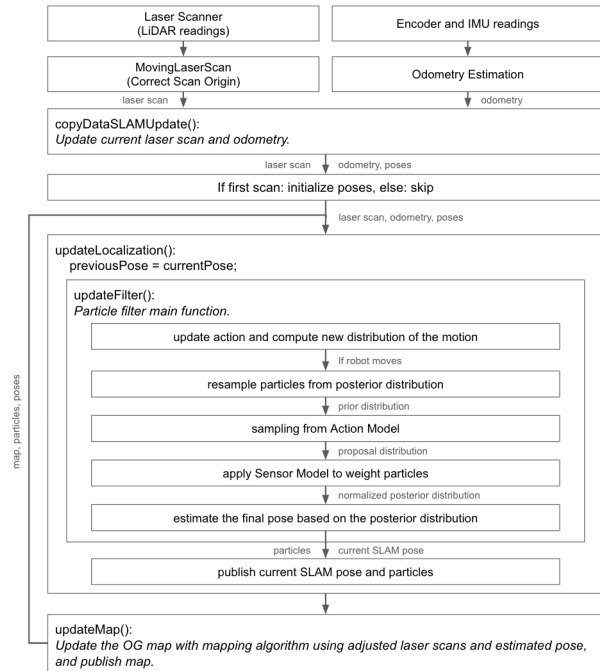 Laser Scanner
(LiDAR readings)
Encoder and IMU readings
MovingLaserScan
(Correct Scan Origin)
Odometry Estimation
laser scan
odometry
copyDataSLAMUpdate():
Update current laser scan and odometry.
laser scan
odometry, poses
If first scan: initialize poses, else: skip
laser scan, odometry, poses
updateLocalization():
previousPose = currentPose;
updateFilter():
Particle filter main function.
update action and compute new distribution of the motion
If robot moves
resample particles from posterior distribution
prior distribution
sampling from Action Model
proposal distribution
apply Sensor Model to weight particles
normalized posterior distribution
estimate the final pose based on the posterior distribution
particles
current SLAM pose
publish current SLAM pose and particles
map, particles, poses
updateMap():
Update the OG map with mapping algorithm using adjusted laser scans and estimated pose,
and publish map.